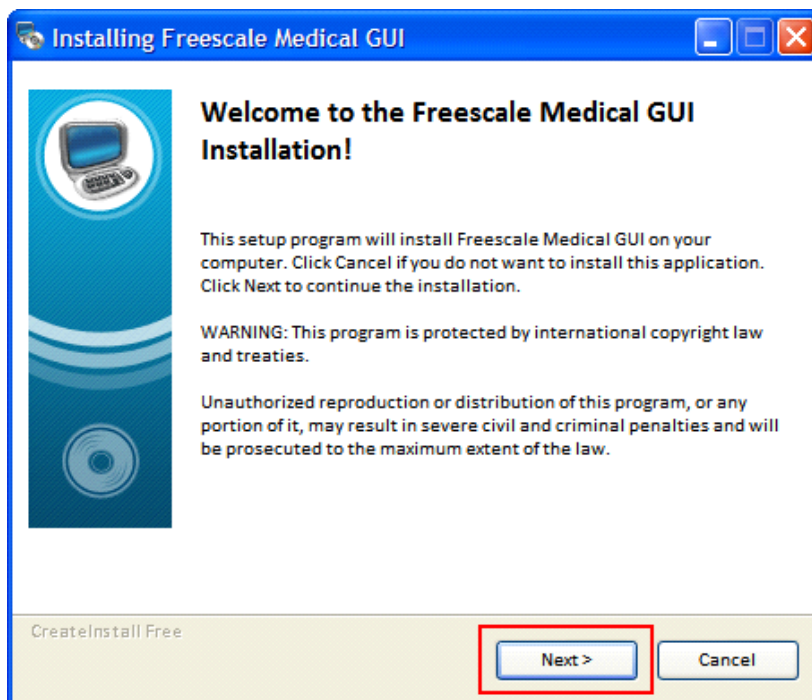 Installing Freescale Medical GUI
Welcome to the Freescale Medical GUI
Installation!
This setup program will install Freescale Medical GUI on your
computer. Click Cancel if you do not want to install this application.
Click Next to continue the installation.
WARNING: This program is protected by international copyright law
and treaties.
Unauthorized reproduction or distribution of this program, or any
portion of it, may result in severe civil and criminal penalties and will
be prosecuted to the maximum extent of the law.
CreateInstall Free
Next >
Cancel